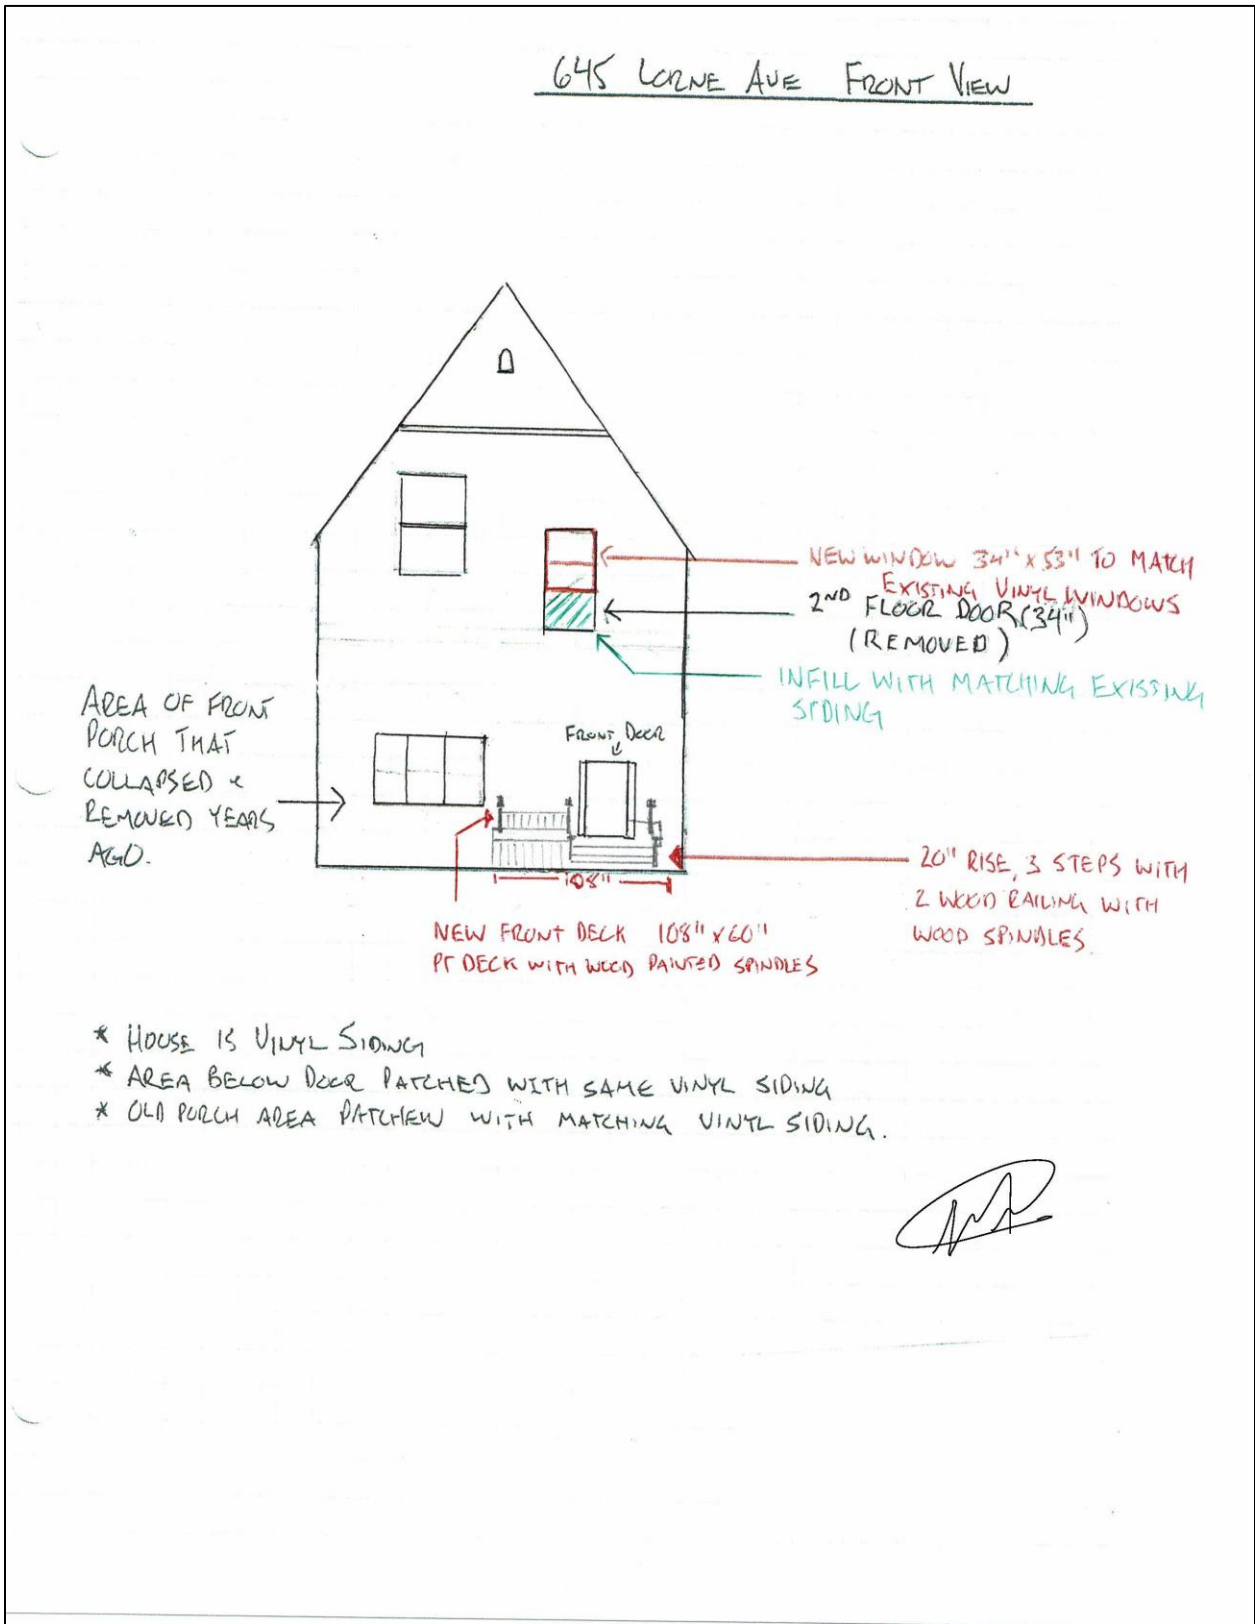 645 LORNE AVE FRONT VIEW
NEW WINDOW 34" x 53" TO MATCH
EXISTING VINYL WINDOWS
2ND FLOOR DOOR (34")
(REMOVED)
INFILL WITH MATCHING EXISSING
SIDING
AREA OF FRONT
PORCH THAT
COLLAPSED &
REMOVED YEARS
AGO.
FRONT DOOR
108"
20" RISE, 3 STEPS WITH
2 WOOD RAILING WITH
WOOD SPINDLES.
NEW FRONT DECK 108" x 60"
PT DECK WITH WOOD PAINTED SPINDLES
* HOUSE IS VINYL SIDING
* AREA BELOW DOOR PATCHED WITH SAME VINYL SIDING
* OLD PORCH AREA PATCHEW WITH MATCHING VINYL SIDING.